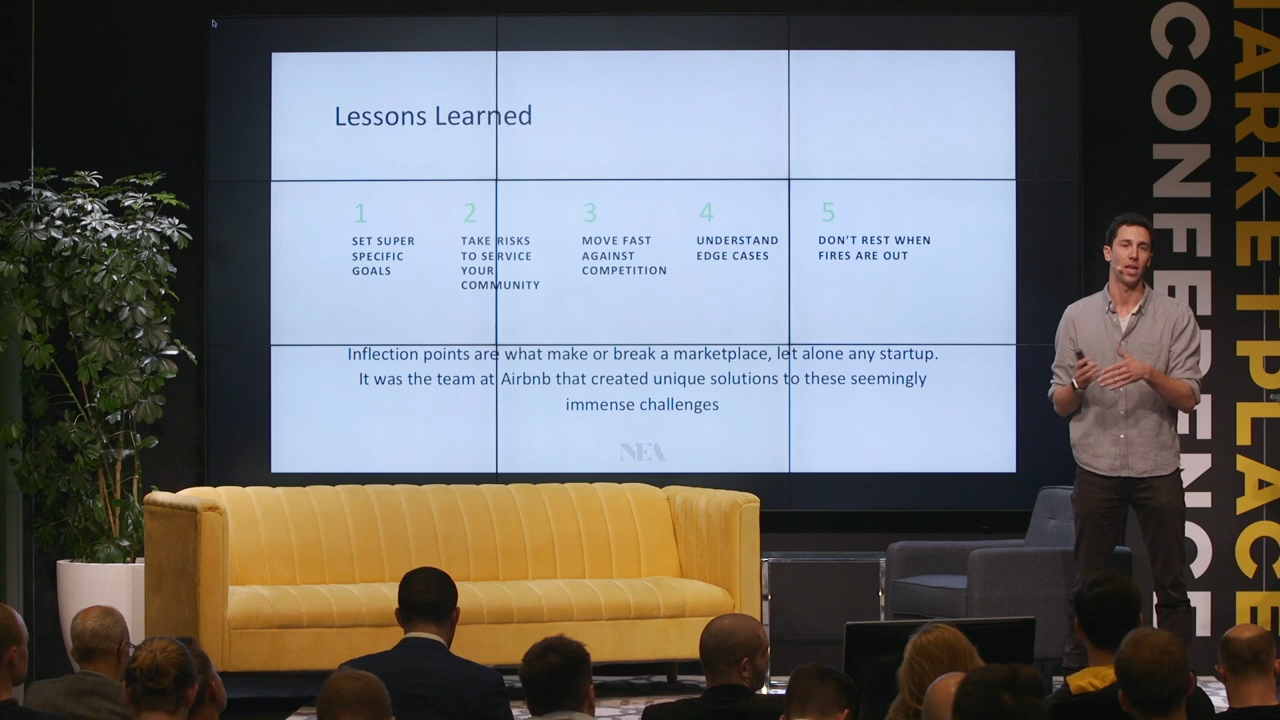 Lessons Learned
1
SET SUPER
SPECIFIC
GOALS
2
TAKE RISKS
TO SERVICE
YOUR
COMMUNITY
3
MOVE FAST
AGAINST
COMPETITION
4
UNDERSTAND
EDGE CASES
5
DON'T REST WHEN
FIRES ARE OUT
Inflection points are what make or break a marketplace, let alone any startup.
It was the team at Airbnb that created unique solutions to these seemingly
immense challenges
NEA
ARKETPLACE
CONFERENCE